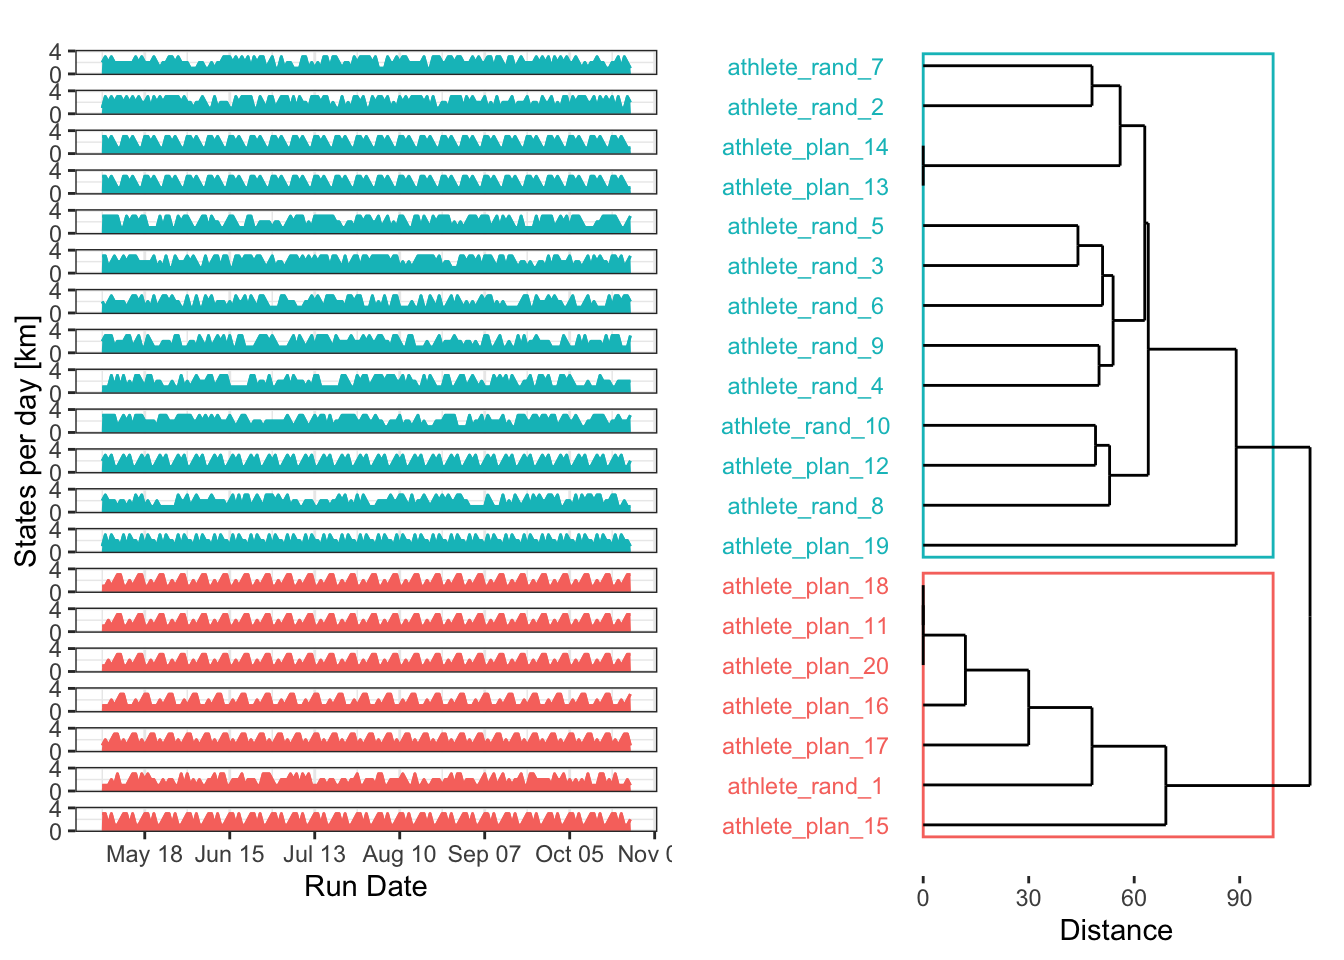 States per day [km]
4
0
4
0
4
0
4
0
4
0
4
0
4
0
4
0
4
0
4
0
4
0
4
0
4
0
4
0
4
0
4
0
4
0
4
0
4
0
4
0
May 18 Jun 15 Jul 13 Aug 10 Sep 07 Oct 05 Nov
Run Date
athlete_rand_7
athlete_rand_2
athlete_plan_14
athlete_plan_13
athlete_rand_5
athlete_rand_3
athlete_rand_6
athlete_rand_9
athlete_rand_4
athlete_rand_10
athlete_plan_12
athlete_rand_8
athlete_plan_19
athlete_plan_18
athlete_plan_11
athlete_plan_20
athlete_plan_16
athlete_plan_17
athlete_rand_1
athlete_plan_15
0 30 60 90
Distance